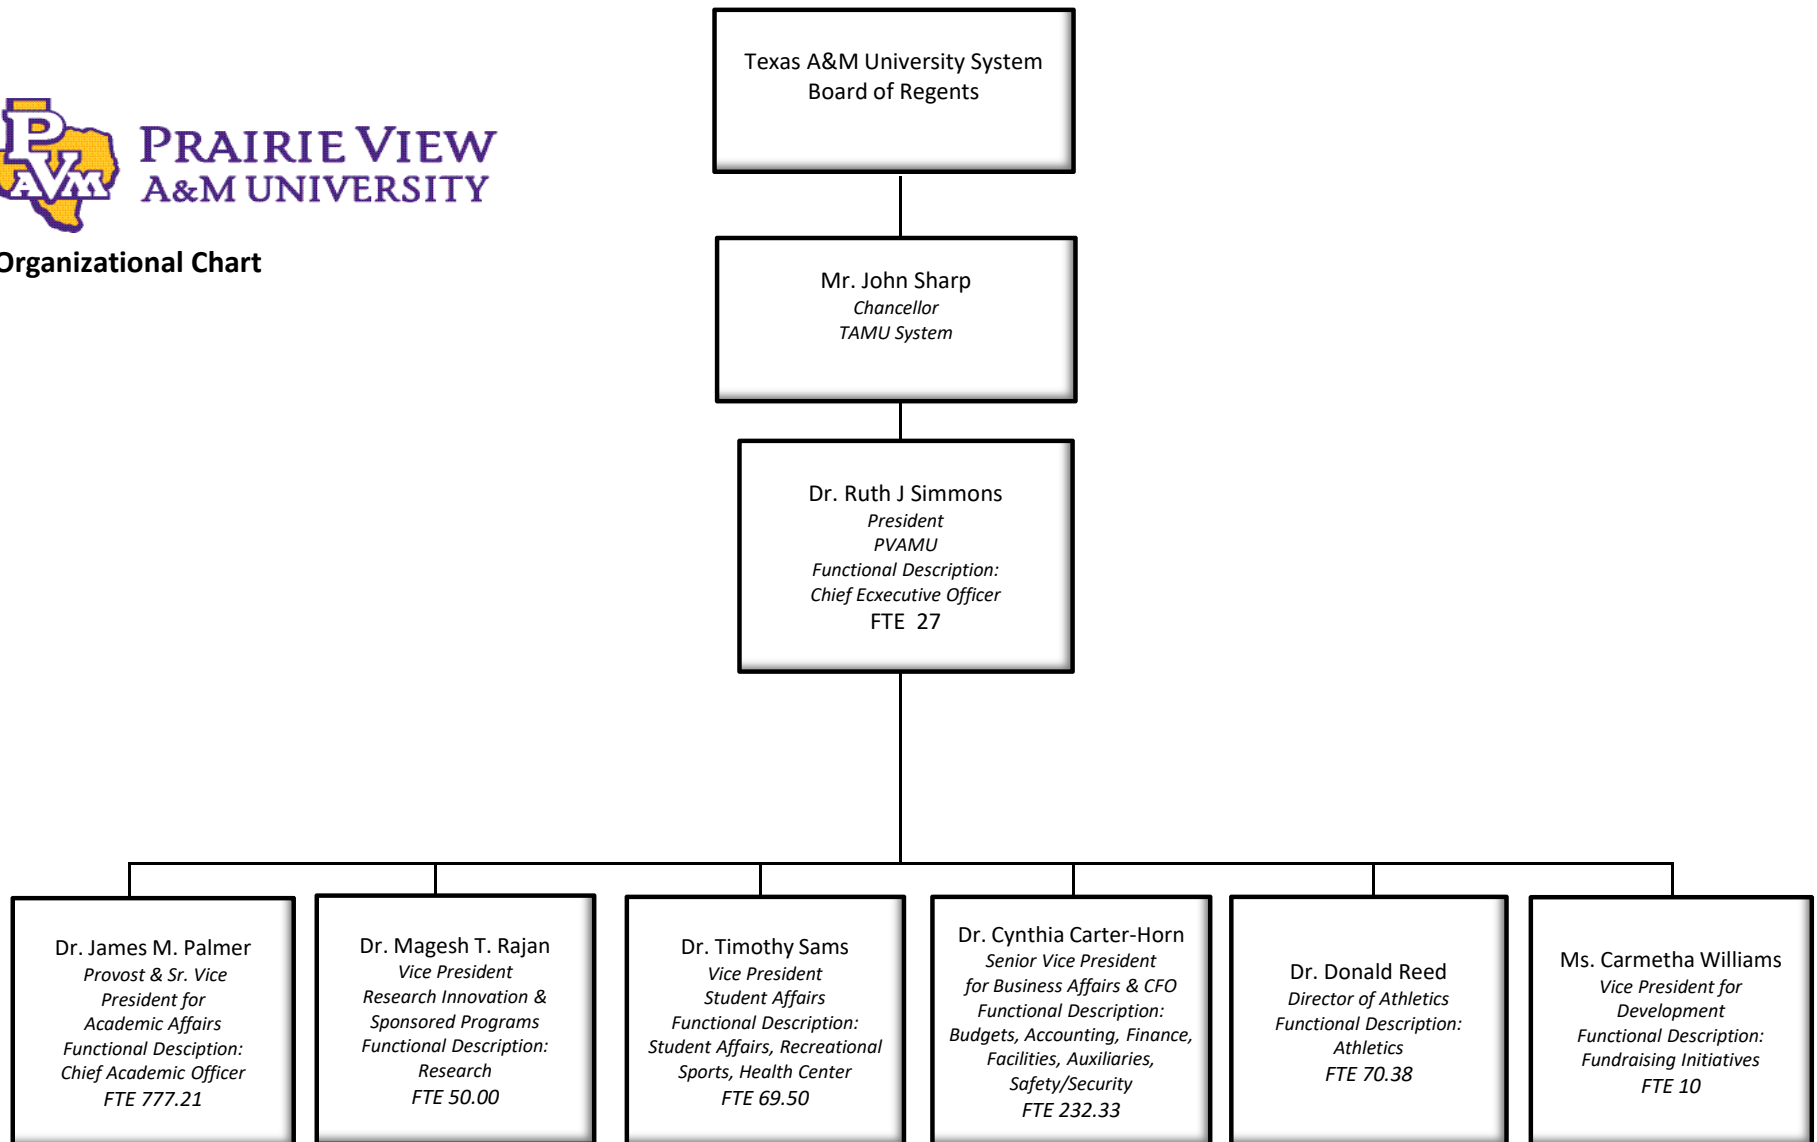 Texas A&M University System
Board of Regents
PVAM
PRAIRIE VIEW
A&M UNIVERSITY
Organizational Chart
Mr. John Sharp
Chancellor
TAMU System
Dr. Ruth J Simmons
President
PVAMU
Functional Description:
Chief Ecxecutive Officer
FTE 27
Dr. James M. Palmer
Provost & Sr. Vice
President for
Academic Affairs
Functional Desciption:
Chief Academic Officer
FTE 777.21
Dr. Magesh T. Rajan
Vice President
Research Innovation &
Sponsored Programs
Functional Description:
Research
FTE 50.00
Dr. Timothy Sams
Vice President
Student Affairs
Functional Description:
Student Affairs, Recreational
Sports, Health Center
FTE 69.50
Dr. Cynthia Carter-Horn
Senior Vice President
for Business Affairs & CFO
Functional Description:
Budgets, Accounting, Finance,
Facilities, Auxiliaries,
Safety/Security
FTE 232.33
Dr. Donald Reed
Director of Athletics
Functional Description:
Athletics
FTE 70.38
Ms. Carmetha Williams
Vice President for
Development
Functional Description:
Fundraising Initiatives
FTE 10